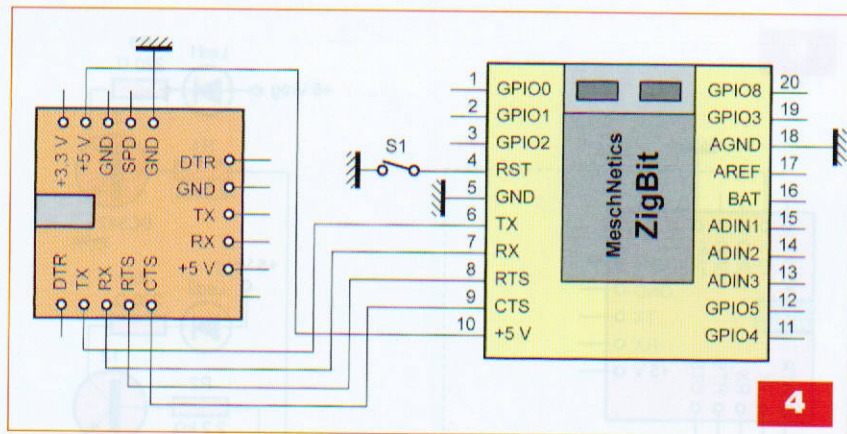 +3,3 V
+5 V
GND
SPD
GND
DTR
GND
TX
RX
+5 V
DTR
TX
RX
RTS
CTS
S1
1 GPIO0
2 GPIO1
3 GPIO2
4 RST
5 GND
6 TX
7 RX
8 RTS
9 CTS
10 +5 V
MeschNetics
ZigBit
GPIO8 20
GPIO3 19
AGND 18
AREF 17
BAT 16
ADIN1 15
ADIN2 14
ADIN3 13
GPIO5 12
GPIO4 11
4